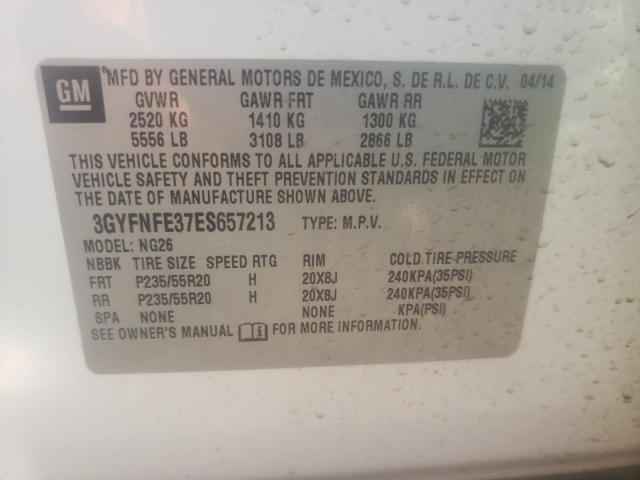 GM
MFD BY GENERAL MOTORS DE MEXICO, S. DE R.L. DE C.V. 04/14
GVWR GAWR FRT GAWR RR
2520 KG 1410 KG 1300 KG
5556 LB 3108 LB 2866 LB
THIS VEHICLE CONFORMS TO ALL APPLICABLE U.S. FEDERAL MOTOR
VEHICLE SAFETY AND THEFT PREVENTION STANDARDS IN EFFECT ON
THE DATE OF MANUFACTURE SHOWN ABOVE.
3GYFNFE37ES657213 TYPE: M.P.V.
MODEL: NG26
NBBK TIRE SIZE SPEED RTG RIM COLD TIRE PRESSURE
FRT P235/55R20 H 20X8J 240KPA(35PSI)
RR P235/55R20 H 20X8J 240KPA(35PSI)
SPA NONE NONE KPA(PSI)
SEE OWNER'S MANUAL FOR MORE INFORMATION.